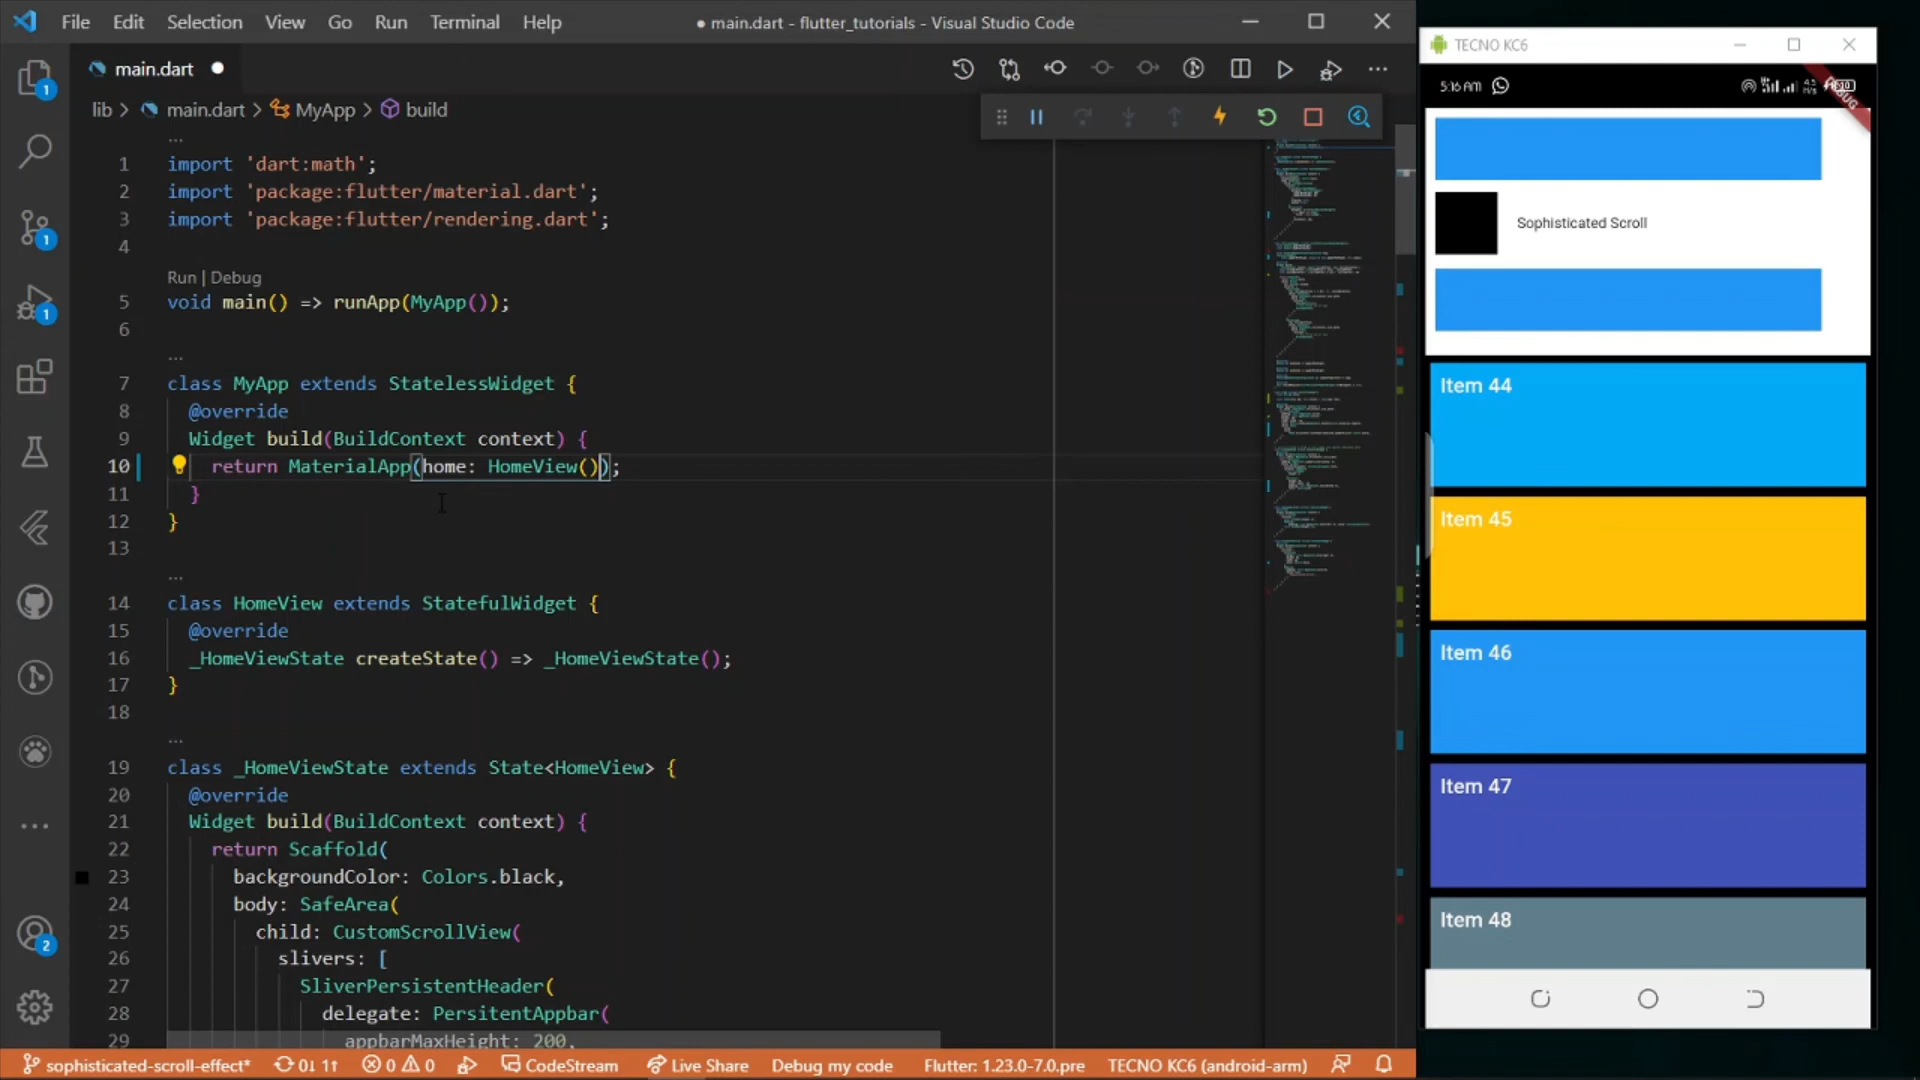 File Edit Selection View Go Run Terminal Help
● main.dart - flutter_tutorials - Visual Studio Code
main.dart
lib > main.dart > MyApp > build
...
1 import 'dart:math';
2 import 'package:flutter/material.dart';
3 import 'package:flutter/rendering.dart';
4
Run | Debug
5 void main() => runApp(MyApp());
6
...
7 class MyApp extends StatelessWidget {
8 @override
9 Widget build(BuildContext context) {
10 return MaterialApp(home: HomeView());
11 }
12 }
13
...
14 class HomeView extends StatefulWidget {
15 @override
16 _HomeViewState createState() => _HomeViewState();
17 }
18
...
19 class _HomeViewState extends State<HomeView> {
20 @override
21 Widget build(BuildContext context) {
22 return Scaffold(
23 backgroundColor: Colors.black,
24 body: SafeArea(
25 child: CustomScrollView(
26 slivers: [
27 SliverPersistentHeader(
28 delegate: PersitentAppbar(
29 appbarMaxHeight: 200,
1
1
1
2
sophisticated-scroll-effect* 0↓ 1↑ 0 0 CodeStream Live Share Debug my code Flutter: 1.23.0-7.0.pre TECNO KC6 (android-arm)
TECNO KC6
5:16 AM
Sophisticated Scroll
Item 44
Item 45
Item 46
Item 47
Item 48